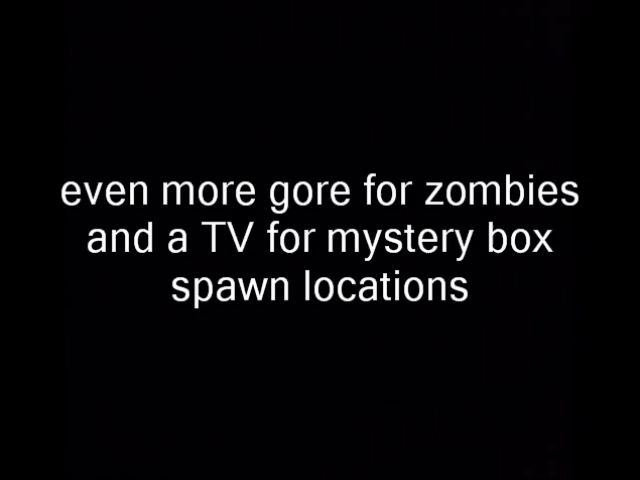 even more gore for zombies
and a TV for mystery box
spawn locations